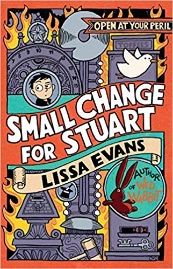 OPEN AT YOUR PERIL
SMALL CHANGE
FOR STUART
LISSA EVANS
AUTHOR
OF WED
WABBIT